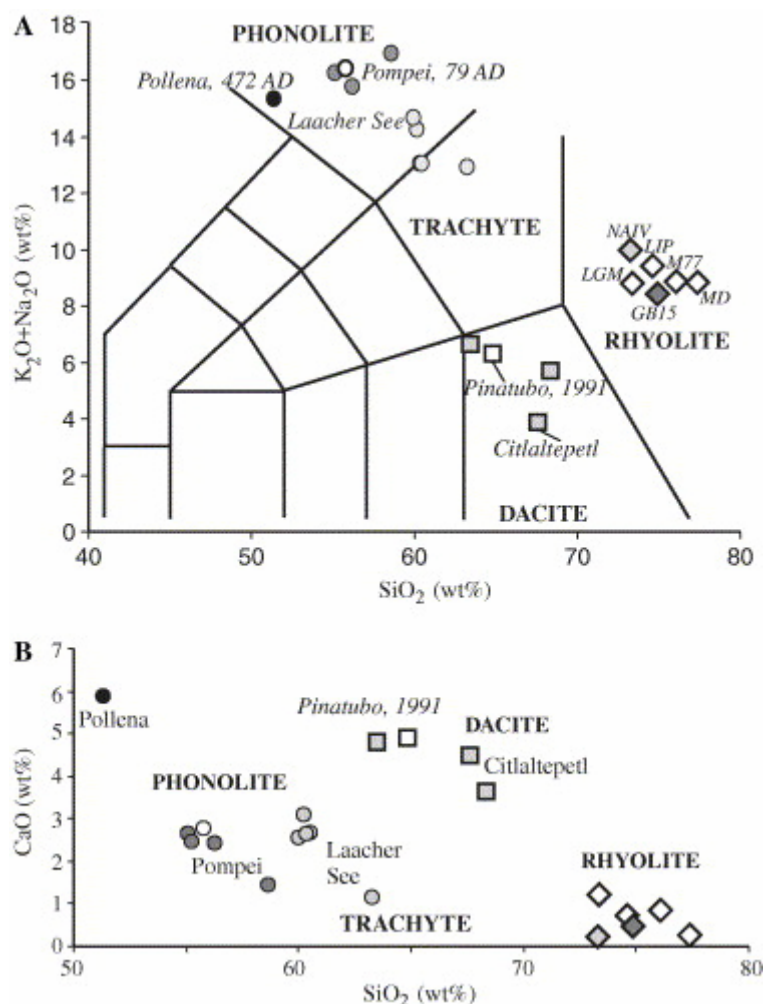 A
18
16
14
12
10
8
6
4
2
0
K₂O+Na₂O (wt%)
PHONOLITE
Pollena, 472 AD
Pompei, 79 AD
Laacher See
TRACHYTE
NAIV
LIP
LGM
M77
MD
GB15
RHYOLITE
Pinatubo, 1991
Citlaltepetl
DACITE
40 50 60 70 80
SiO₂ (wt%)
B
7
6
5
4
3
2
1
0
CaO (wt%)
Pollena
Pinatubo, 1991
DACITE
Citlaltepetl
PHONOLITE
Pompei
Laacher
See
RHYOLITE
TRACHYTE
50 60 70 80
SiO₂ (wt%)